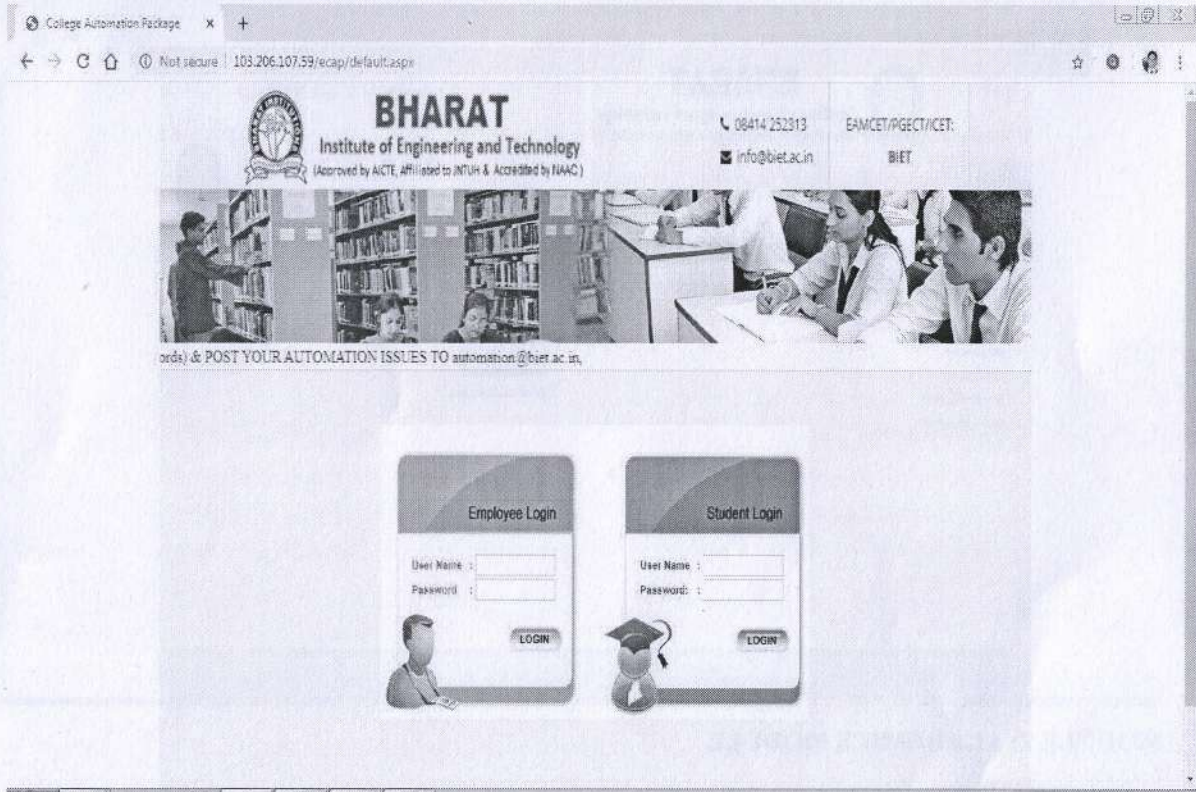 College Automation Package × +
Not secure 103.206.107.59/ecap/default.aspx
BHARAT
Institute of Engineering and Technology
(Approved by AICTE, Affiliated to JNTUH & Accredited by NAAC)
08414 252313 EAMCET/PGECT/ICET:
info@biet.ac.in BIET
ords) & POST YOUR AUTOMATION ISSUES TO automation@biet.ac.in,
Employee Login
User Name :
Password :
LOGIN
Student Login
User Name :
Password: :
LOGIN